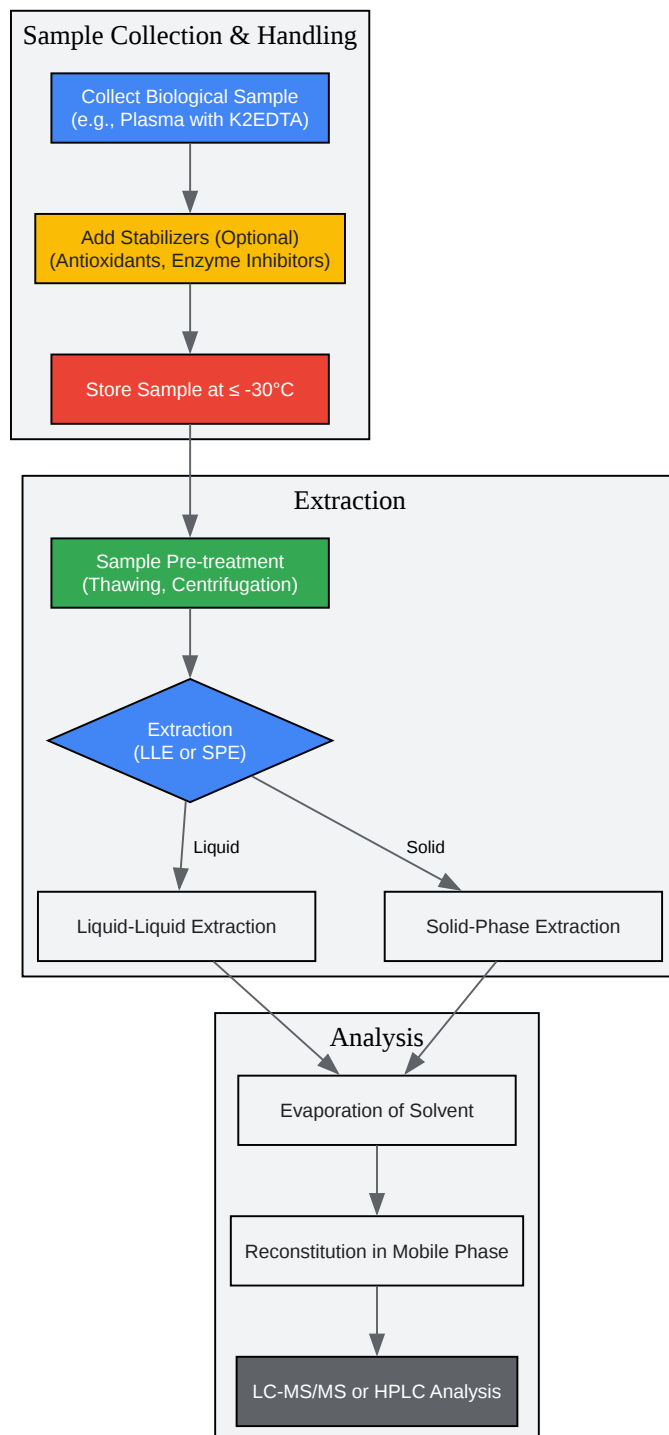 Sample Collection & Handling
Collect Biological Sample
(e.g., Plasma with K2EDTA)
Add Stabilizers (Optional)
(Antioxidants, Enzyme Inhibitors)
Store Sample at ≤ -30°C
Extraction
Sample Pre-treatment
(Thawing, Centrifugation)
Extraction
(LLE or SPE)
Liquid
Solid
Liquid-Liquid Extraction
Solid-Phase Extraction
Analysis
Evaporation of Solvent
Reconstitution in Mobile Phase
LC-MS/MS or HPLC Analysis